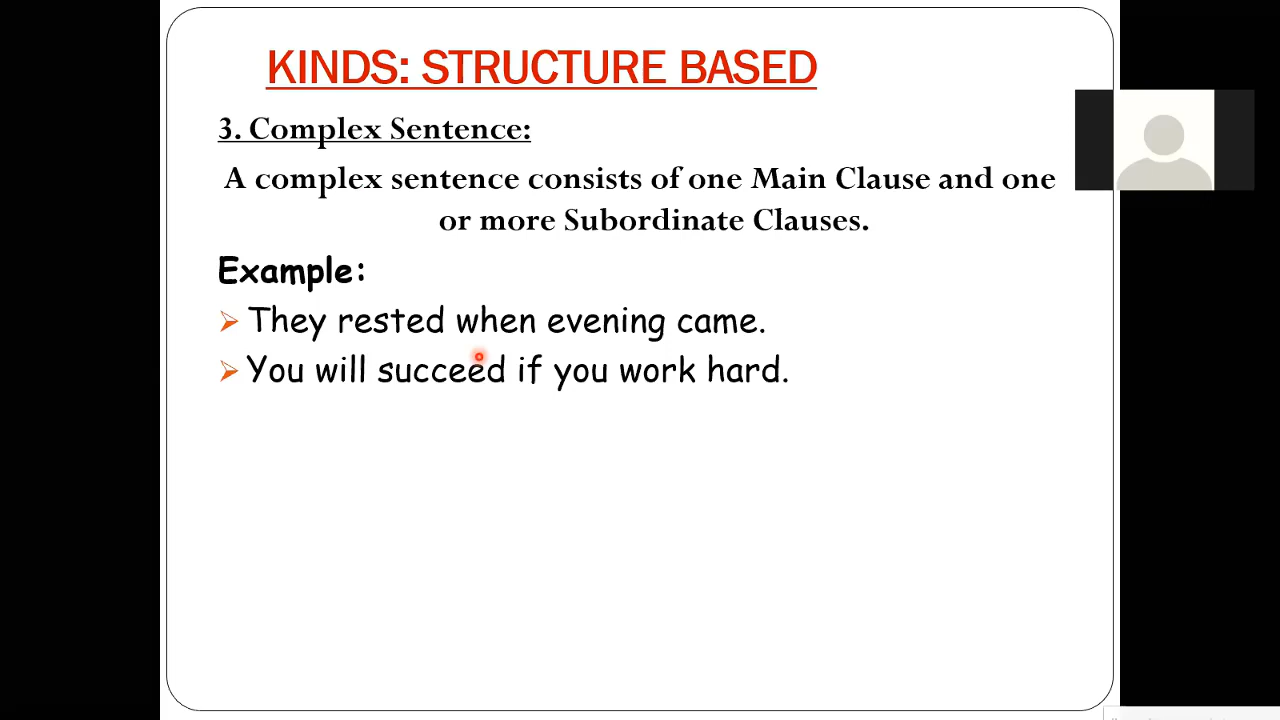 KINDS: STRUCTURE BASED
3. Complex Sentence:
A complex sentence consists of one Main Clause and one
or more Subordinate Clauses.
Example:
They rested when evening came.
You will succeed if you work hard.